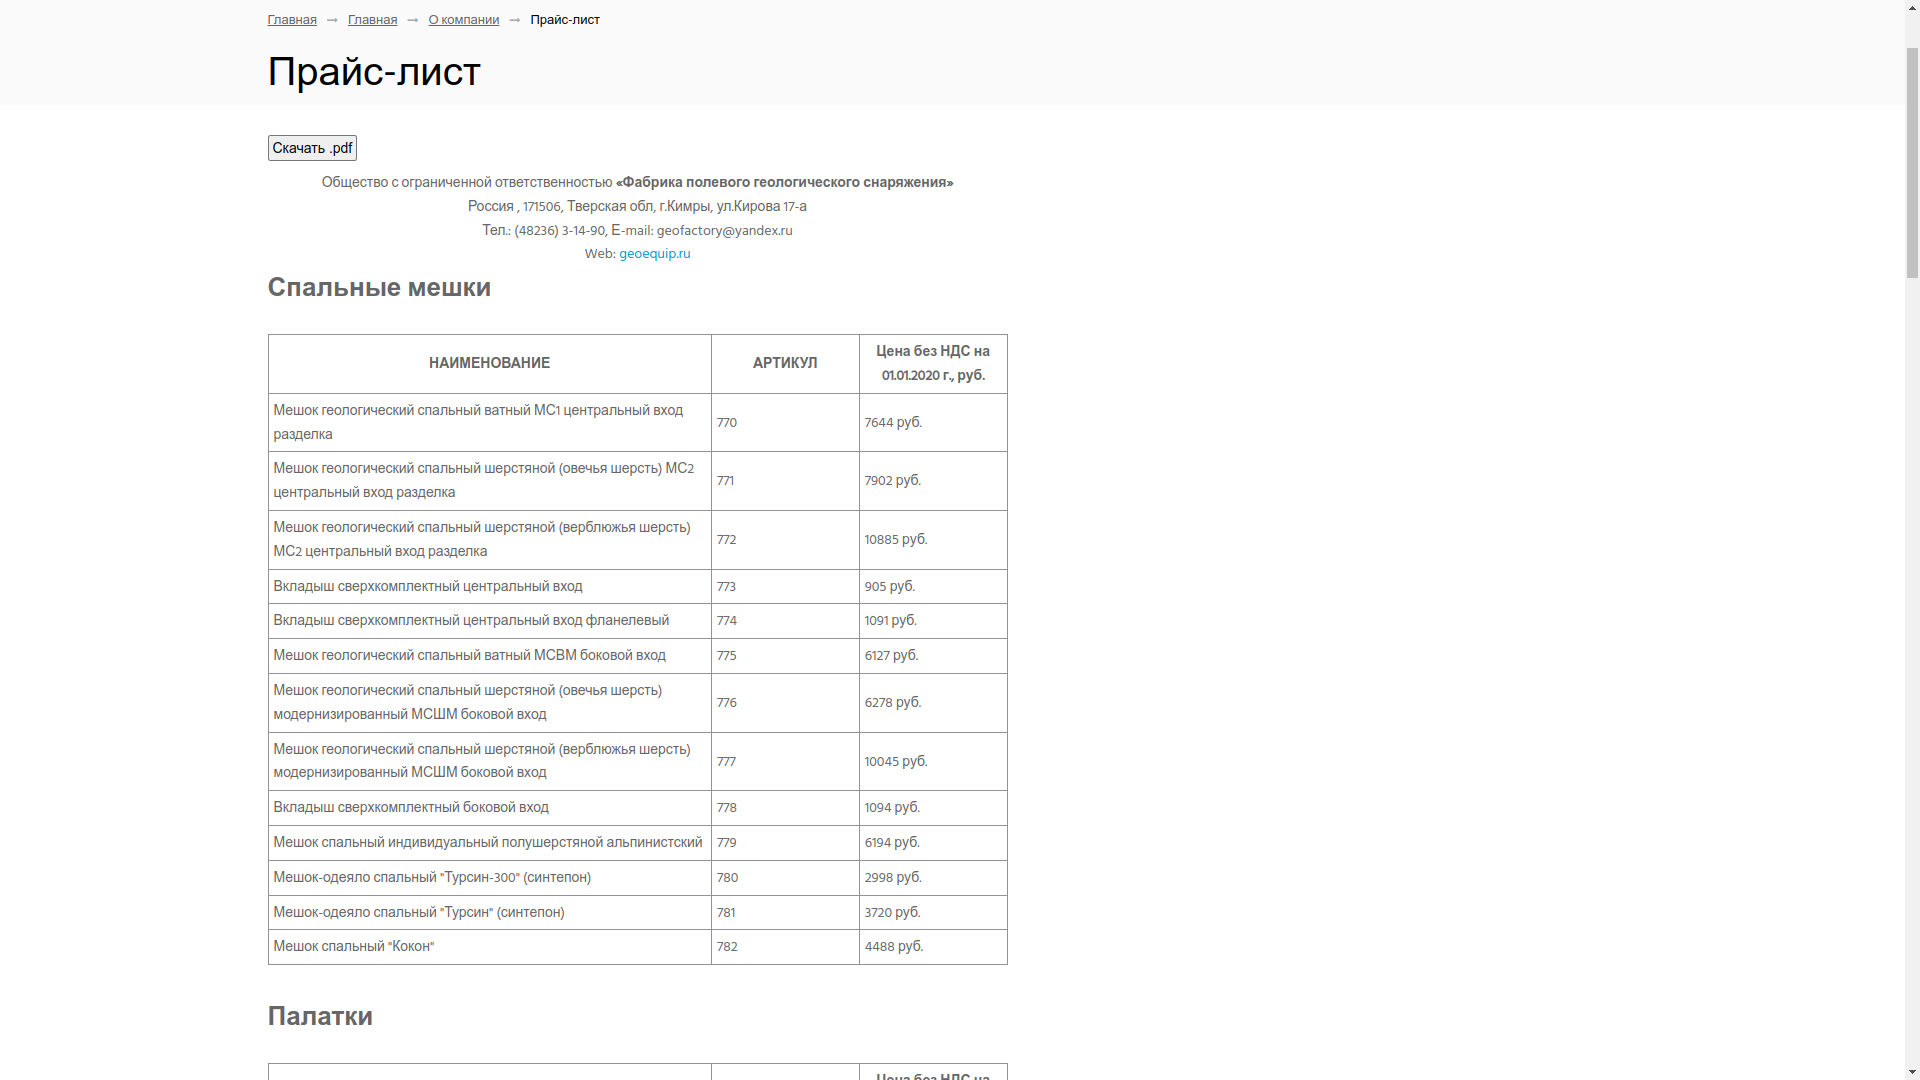 Главная → Главная → О компании → Прайс-лист
Прайс-лист
Скачать .pdf
Общество с ограниченной ответственностью «Фабрика полевого геологического снаряжения»
Россия , 171506, Тверская обл, г.Кимры, ул.Кирова 17-а
Тел.: (48236) 3-14-90, E-mail: geofactory@yandex.ru
Web: geoequip.ru
Спальные мешки
НАИМЕНОВАНИЕ АРТИКУЛ Цена без НДС на
01.01.2020 г., руб.
Мешок геологический спальный ватный МС1 центральный вход
разделка 770 7644 руб.
Мешок геологический спальный шерстяной (овечья шерсть) МС2
центральный вход разделка 771 7902 руб.
Мешок геологический спальный шерстяной (верблюжья шерсть)
МС2 центральный вход разделка 772 10885 руб.
Вкладыш сверхкомплектный центральный вход 773 905 руб.
Вкладыш сверхкомплектный центральный вход фланелевый 774 1091 руб.
Мешок геологический спальный ватный МСВМ боковой вход 775 6127 руб.
Мешок геологический спальный шерстяной (овечья шерсть)
модернизированный МСШМ боковой вход 776 6278 руб.
Мешок геологический спальный шерстяной (верблюжья шерсть)
модернизированный МСШМ боковой вход 777 10045 руб.
Вкладыш сверхкомплектный боковой вход 778 1094 руб.
Мешок спальный индивидуальный полушерстяной альпинистский 779 6194 руб.
Мешок-одеяло спальный "Турсин-300" (синтепон) 780 2998 руб.
Мешок-одеяло спальный "Турсин" (синтепон) 781 3720 руб.
Мешок спальный "Кокон" 782 4488 руб.
Палатки
Цена без НДС на